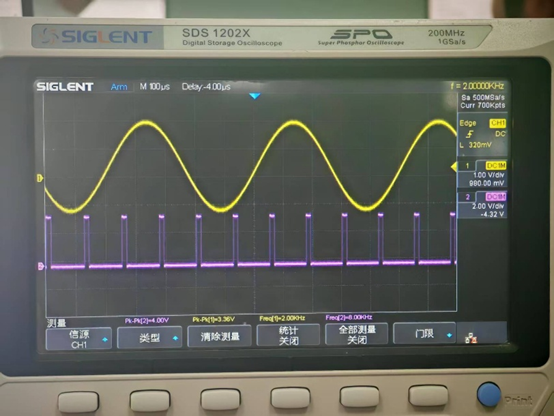 SIGLENT
SDS 1202X
Digital Storage Oscilloscope
SPO
Super Phosphor Oscilloscope
200MHz
1GSa/s
SIGLENT Arm M 100μs Delay:-4.00μs f = 2.00000KHz
Sa 500MSa/s
Curr 700Kpts
Edge CH1
DC
L 320mV
1 DC1M
1.00 V/div
980.00 mV
2
2.00 V/div
-4.32 V
测量
Pk-Pk[2]=4.00V Pk-Pk[1]=3.36V Freq[1]=2.00KHz Freq[2]=8.00KHz
信源
CH1
类型
清除测量
统计
关闭
全部测量
关闭
门限
Print